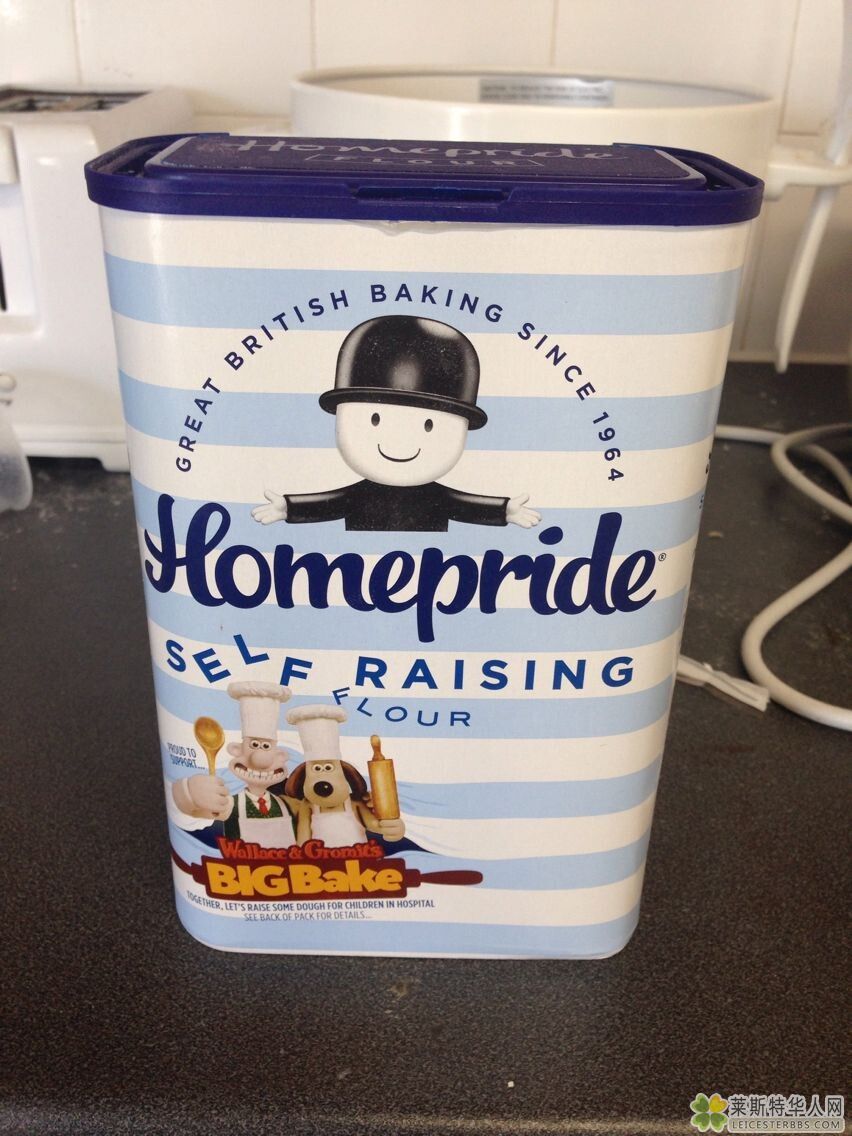 Homepride
FLOUR
GREAT BRITISH BAKING SINCE 1964
Homepride®
SELF RAISING
FLOUR
PROUD TO
SUPPORT...
Wallace & Gromit's
BIG Bake
TOGETHER, LET'S RAISE SOME DOUGH FOR CHILDREN IN HOSPITAL
SEE BACK OF PACK FOR DETAILS...
莱斯特华人网
LEICESTERBBS.COM